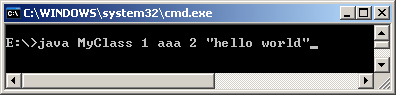 C:\WINDOWS\system32\cmd.exe
E:\>java MyClass 1 aaa 2 "hello world"_